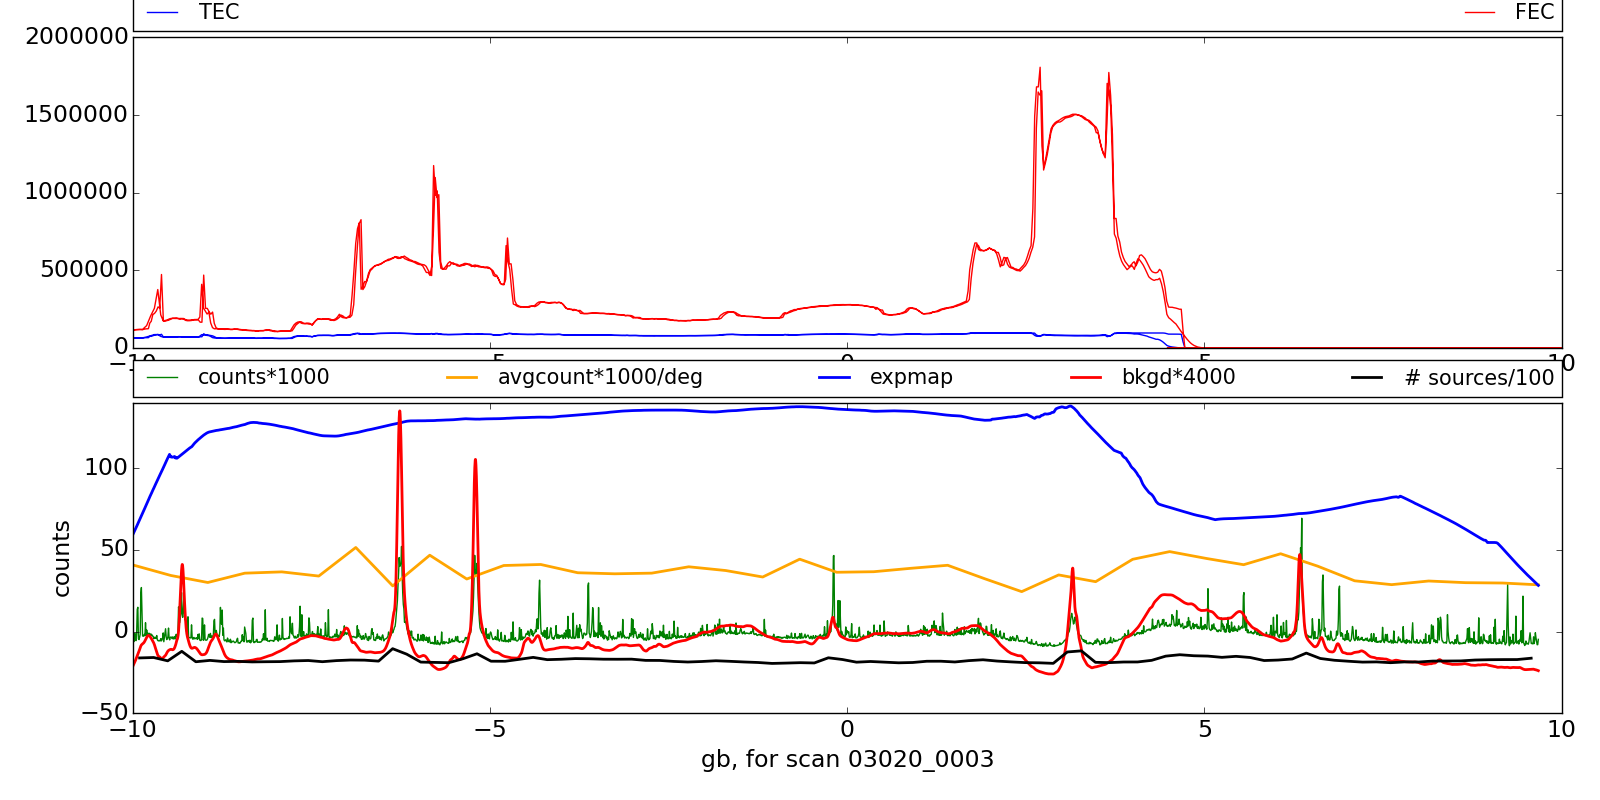 TEC FEC
2000000
1500000
1000000
500000
0
−10 −5 0 5 10
counts*1000 avgcount*1000/deg expmap bkgd*4000 # sources/100
100
50
0
−50
counts
−10 −5 0 5 10
gb, for scan 03020_0003